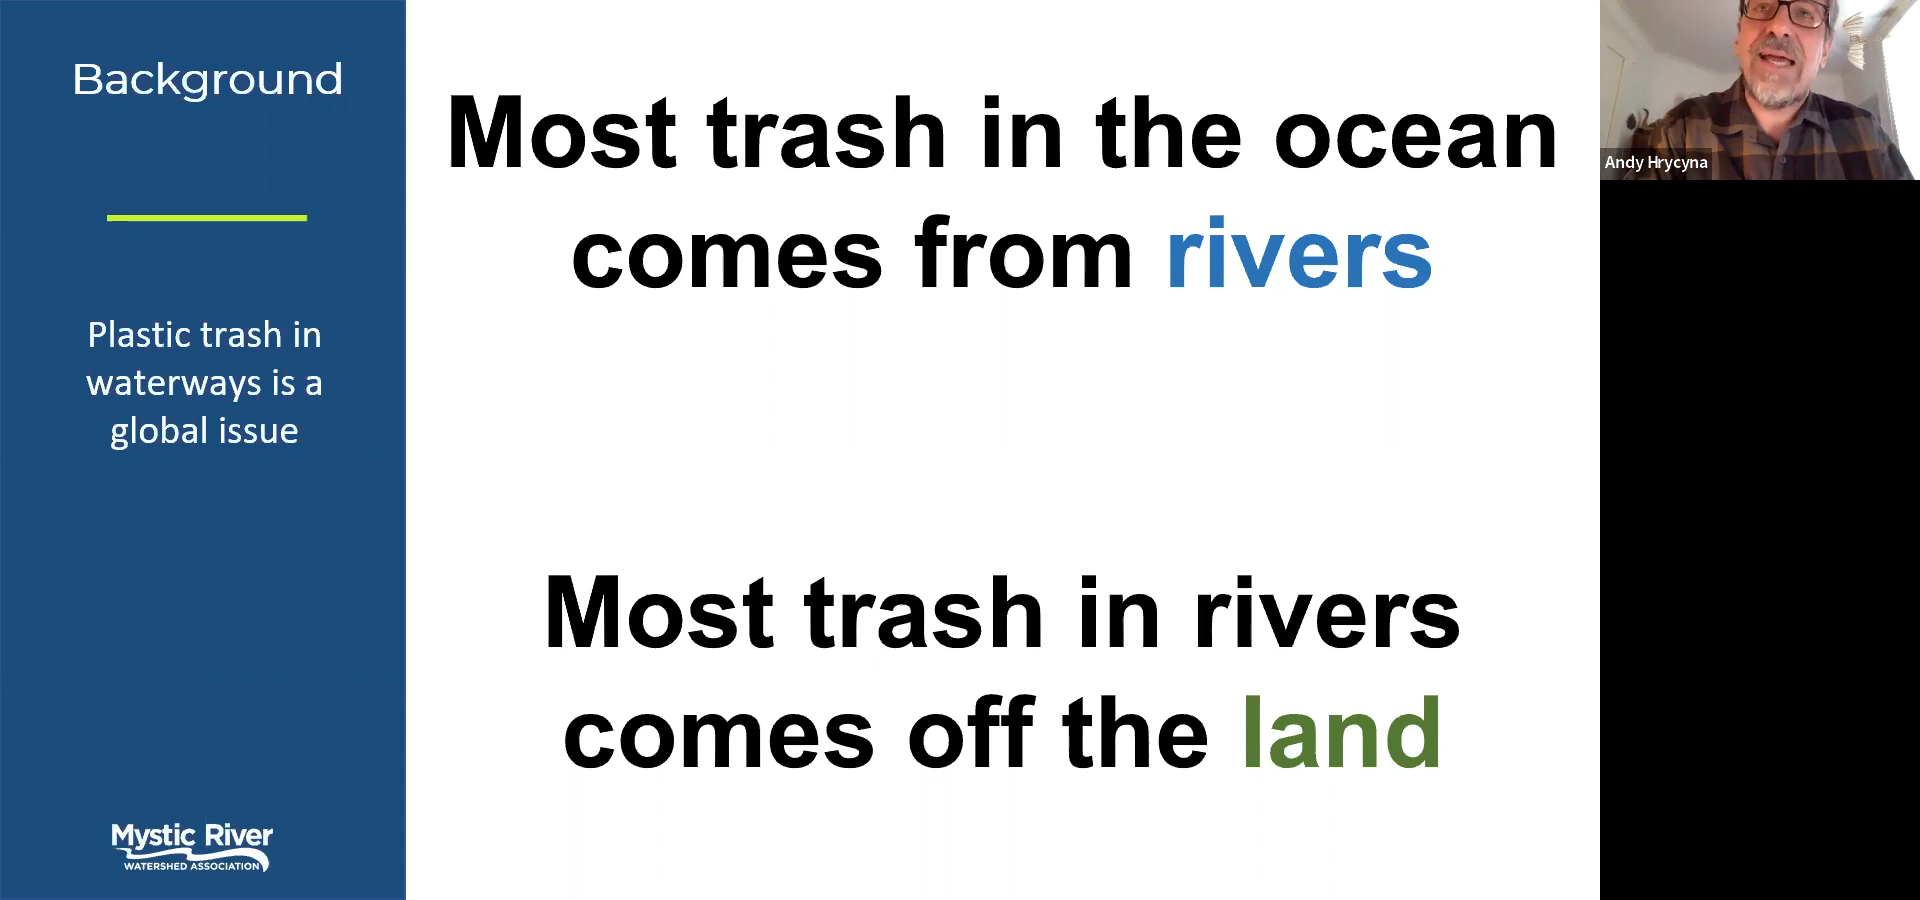 Background
Plastic trash in
waterways is a
global issue
Mystic River
WATERSHED ASSOCIATION
Most trash in the ocean
comes from rivers
Most trash in rivers
comes off the land
Andy Hrycyna